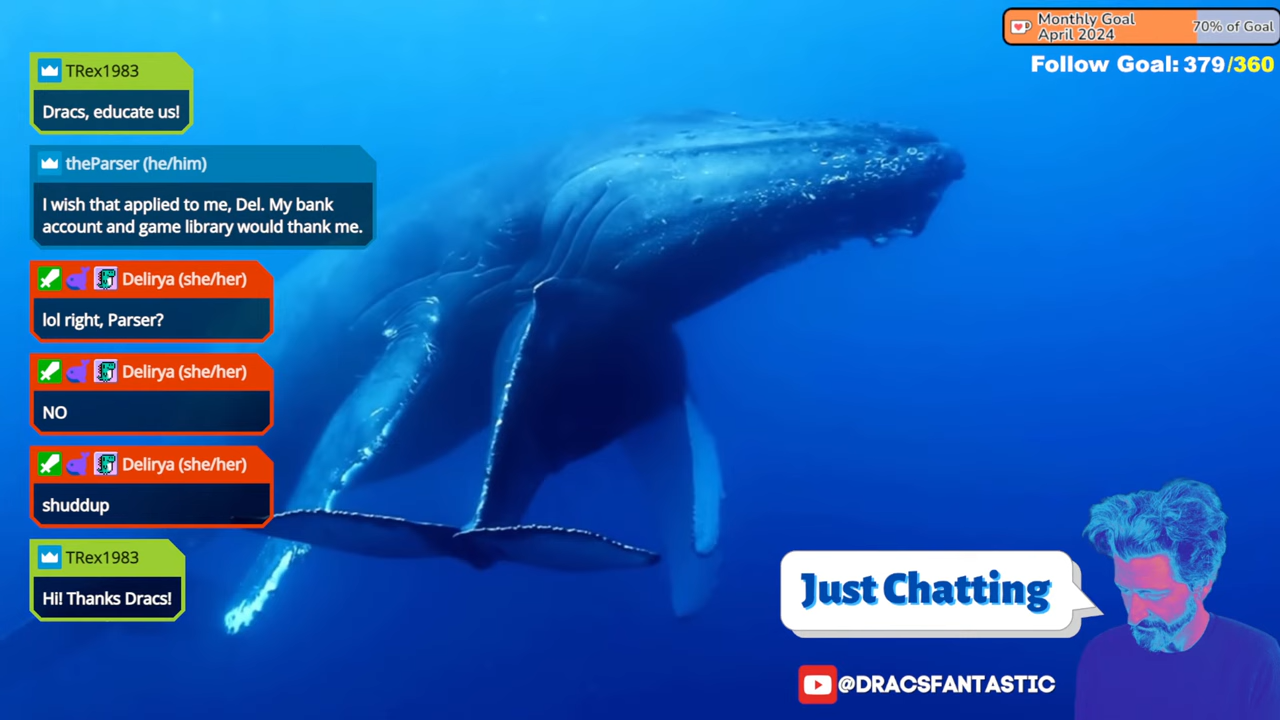 TRex1983
Dracs, educate us!
theParser (he/him)
I wish that applied to me, Del. My bank
account and game library would thank me.
Delirya (she/her)
lol right, Parser?
Delirya (she/her)
NO
Delirya (she/her)
shuddup
TRex1983
Hi! Thanks Dracs!
Monthly Goal
April 2024
70% of Goal
Follow Goal: 379/360
Just Chatting
@DRACSFANTASTIC